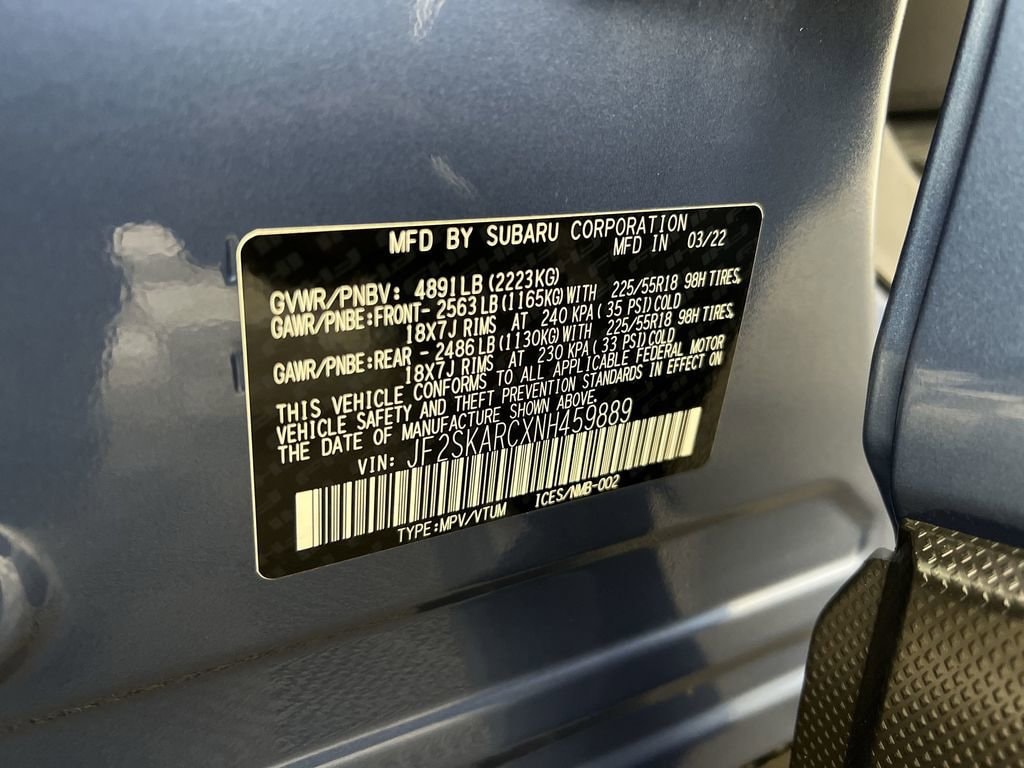 MFD BY SUBARU CORPORATION
MFD IN 03/22
GVWR/PNBV: 4891LB(2223KG)
GAWR/PNBE:FRONT- 2563LB(1165KG)WITH 225/55R18 98H TIRES,
18X7J RIMS AT 240 KPA(35 PSI)COLD
GAWR/PNBE:REAR - 2486LB(1130KG)WITH 225/55R18 98H TIRES,
18X7J RIMS AT 230 KPA(33 PSI)COLD
THIS VEHICLE CONFORMS TO ALL APPLICABLE FEDERAL MOTOR
VEHICLE SAFETY AND THEFT PREVENTION STANDARDS IN EFFECT ON
THE DATE OF MANUFACTURE SHOWN ABOVE.
VIN: JF2SKARCXNH459889
TYPE:MPV/VTUM ICES/NMB-002